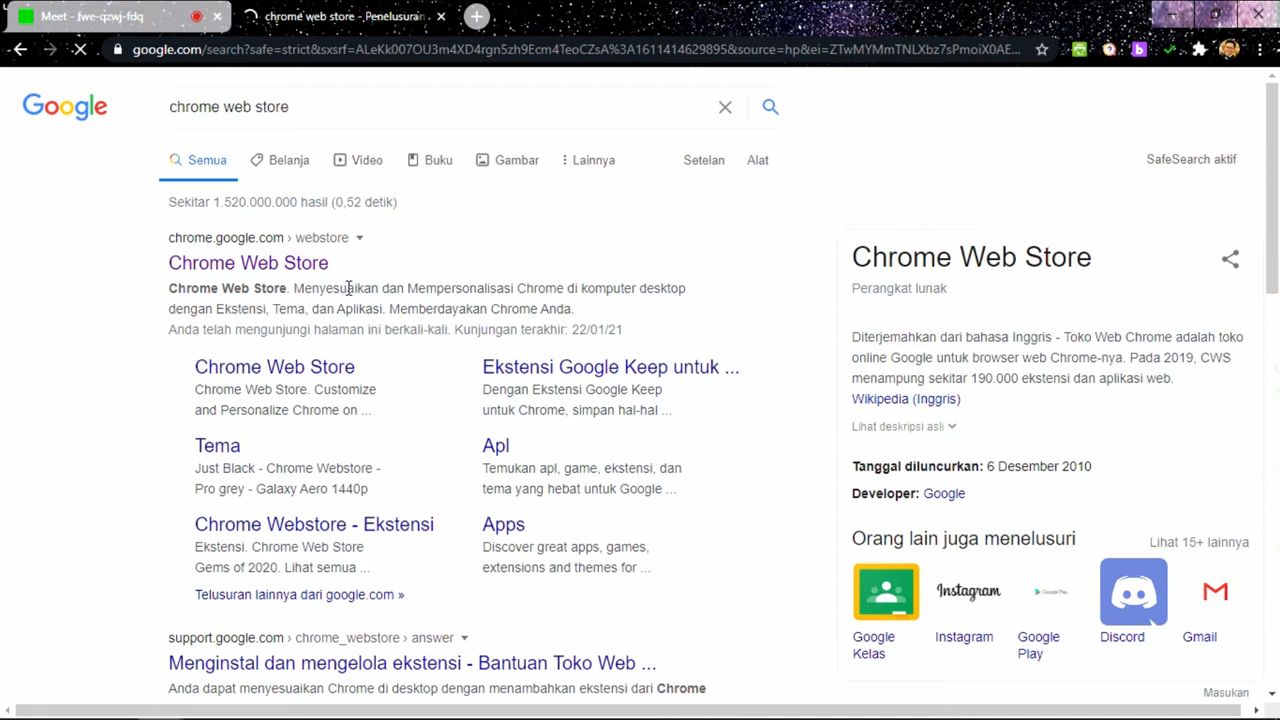 Meet - fwe-qzwj-fdq
chrome web store - Penelusuran
google.com/search?safe=strict&sxsrf=ALeKk007OU3m4XD4rgn5zh9Ecm4TeoCZsA%3A1611414629895&source=hp&ei=ZTwMYMmTNLXbz7sPmoiX0AE...
Google
chrome web store
Semua
Belanja
Video
Buku
Gambar
Lainnya
Setelan
Alat
SafeSearch aktif
Sekitar 1.520.000.000 hasil (0,52 detik)
chrome.google.com › webstore
Chrome Web Store
Chrome Web Store. Menyesuaikan dan Mempersonalisasi Chrome di komputer desktop
dengan Ekstensi, Tema, dan Aplikasi. Memberdayakan Chrome Anda.
Anda telah mengunjungi halaman ini berkali-kali. Kunjungan terakhir: 22/01/21
Chrome Web Store
Chrome Web Store. Customize
and Personalize Chrome on ...
Ekstensi Google Keep untuk ...
Dengan Ekstensi Google Keep
untuk Chrome, simpan hal-hal ...
Tema
Just Black - Chrome Webstore -
Pro grey - Galaxy Aero 1440p
Apl
Temukan apl, game, ekstensi, dan
tema yang hebat untuk Google ...
Chrome Webstore - Ekstensi
Ekstensi. Chrome Web Store
Gems of 2020. Lihat semua ...
Apps
Discover great apps, games,
extensions and themes for ...
Telusuran lainnya dari google.com »
support.google.com › chrome_webstore › answer
Menginstal dan mengelola ekstensi - Bantuan Toko Web ...
Anda dapat menyesuaikan Chrome di desktop dengan menambahkan ekstensi dari Chrome
Chrome Web Store
Perangkat lunak
Diterjemahkan dari bahasa Inggris - Toko Web Chrome adalah toko
online Google untuk browser web Chrome-nya. Pada 2019, CWS
menampung sekitar 190.000 ekstensi dan aplikasi web.
Wikipedia (Inggris)
Lihat deskripsi asli
Tanggal diluncurkan: 6 Desember 2010
Developer: Google
Orang lain juga menelusuri
Lihat 15+ lainnya
Instagram
Google Play
Google
Kelas
Instagram
Google
Play
Discord
Gmail
Masukan